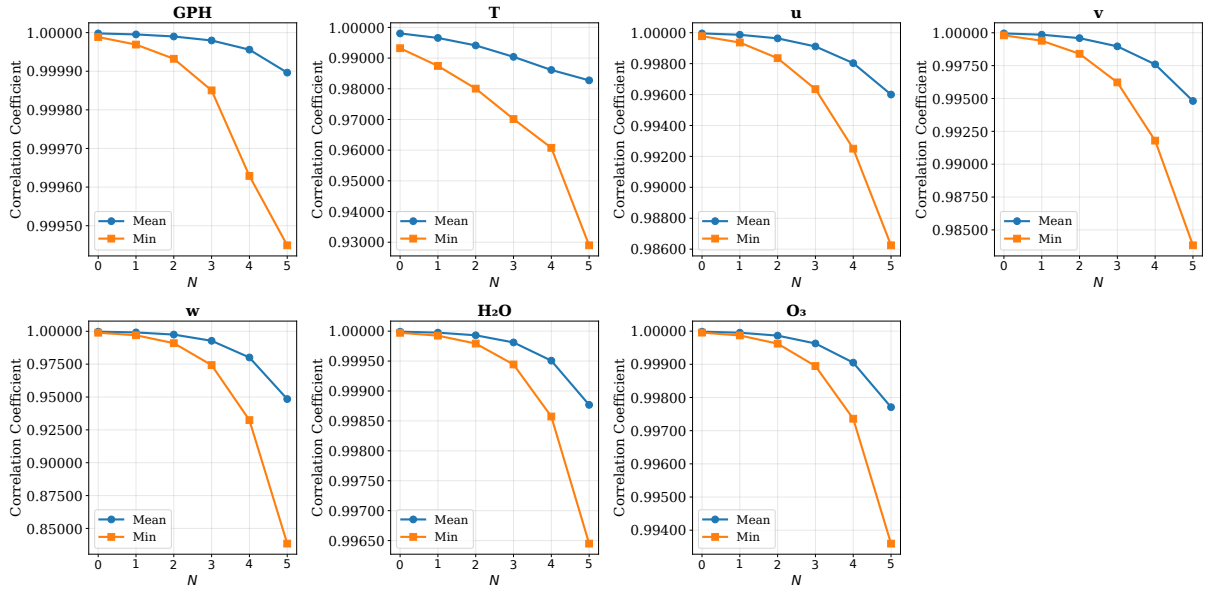 GPH
1.00000
0.99999
0.99998
0.99997
0.99996
0.99995
Correlation Coefficient
Mean
Min
0 1 2 3 4 5
N
T
1.00000
0.99000
0.98000
0.97000
0.96000
0.95000
0.94000
0.93000
Correlation Coefficient
Mean
Min
0 1 2 3 4 5
N
u
1.00000
0.99800
0.99600
0.99400
0.99200
0.99000
0.98800
0.98600
Correlation Coefficient
Mean
Min
0 1 2 3 4 5
N
v
1.00000
0.99750
0.99500
0.99250
0.99000
0.98750
0.98500
Correlation Coefficient
Mean
Min
0 1 2 3 4 5
N
w
1.00000
0.97500
0.95000
0.92500
0.90000
0.87500
0.85000
Correlation Coefficient
Mean
Min
0 1 2 3 4 5
N
H₂O
1.00000
0.99950
0.99900
0.99850
0.99800
0.99750
0.99700
0.99650
Correlation Coefficient
Mean
Min
0 1 2 3 4 5
N
O₃
1.00000
0.99900
0.99800
0.99700
0.99600
0.99500
0.99400
Correlation Coefficient
Mean
Min
0 1 2 3 4 5
N